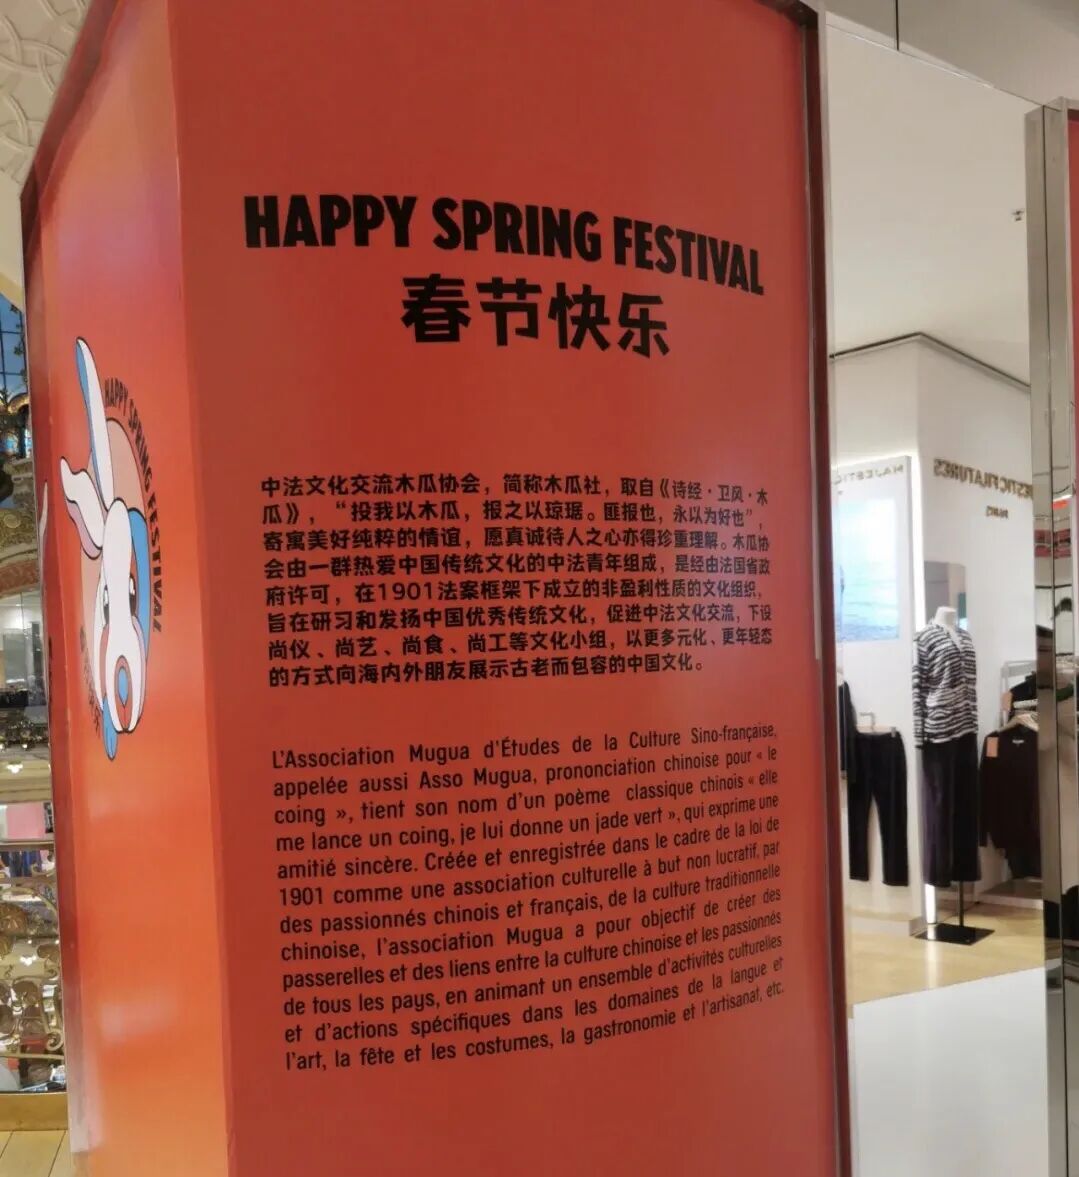 HAPPY SPRING FESTIVAL
春节快乐
中法文化交流木瓜协会，简称木瓜社，取自《诗经·卫风·木
瓜》，“投我以木瓜，报之以琼琚。匪报也，永以为好也”，
寄寓美好纯粹的情谊，愿真诚待人之心亦得珍重理解。木瓜协
会由一群热爱中国传统文化的中法青年组成，是经由法国省政
府许可，在1901法案框架下成立的非盈利性质的文化组织，
旨在研习和发扬中国优秀传统文化，促进中法文化交流，下设
尚仪、尚艺、尚食、尚工等文化小组，以更多元化、更年轻态
的方式向海内外朋友展示古老而包容的中国文化。
L'Association Mugua d'Études de la Culture Sino-française,
appelée aussi Asso Mugua, prononciation chinoise pour « le
coing », tient son nom d'un poème classique chinois « elle
me lance un coing, je lui donne un jade vert », qui exprime une
amitié sincère. Créée et enregistrée dans le cadre de la loi de
1901 comme une association culturelle à but non lucratif, par
des passionnés chinois et français, de la culture traditionnelle
chinoise, l'association Mugua a pour objectif de créer des
passerelles et des liens entre la culture chinoise et les passionnés
de tous les pays, en animant un ensemble d'activités culturelles
et d'actions spécifiques dans les domaines de la langue et
l'art, la fête et les costumes, la gastronomie et l'artisanat, etc.
HAPPY SPRING FESTIVAL
MAJESTIC
ESTIC FILATURES